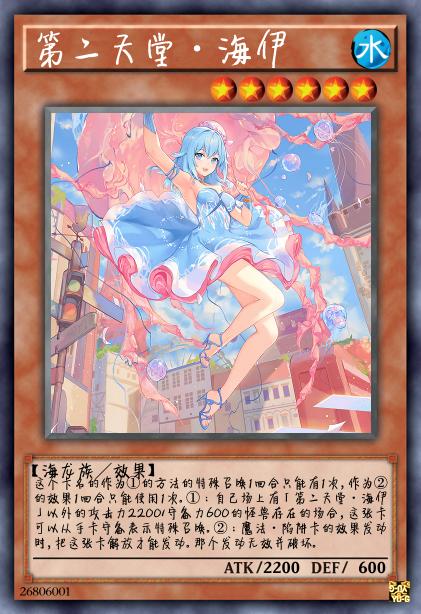 第二天堂·海伊
水
【海龙族／效果】
这个卡名的作为①的方法的特殊召唤1回合只能有1次，作为②
的效果1回合只能使用1次。①：自己场上有「第二天堂·海伊
」以外的攻击力2200守备力600的怪兽存在的场合，这张卡
可以从手卡守备表示特殊召唤。②：魔法·陷阱卡的效果发动
时，把这张卡解放才能发动。那个发动无效并破坏。
ATK/2200 DEF/ 600
26806001